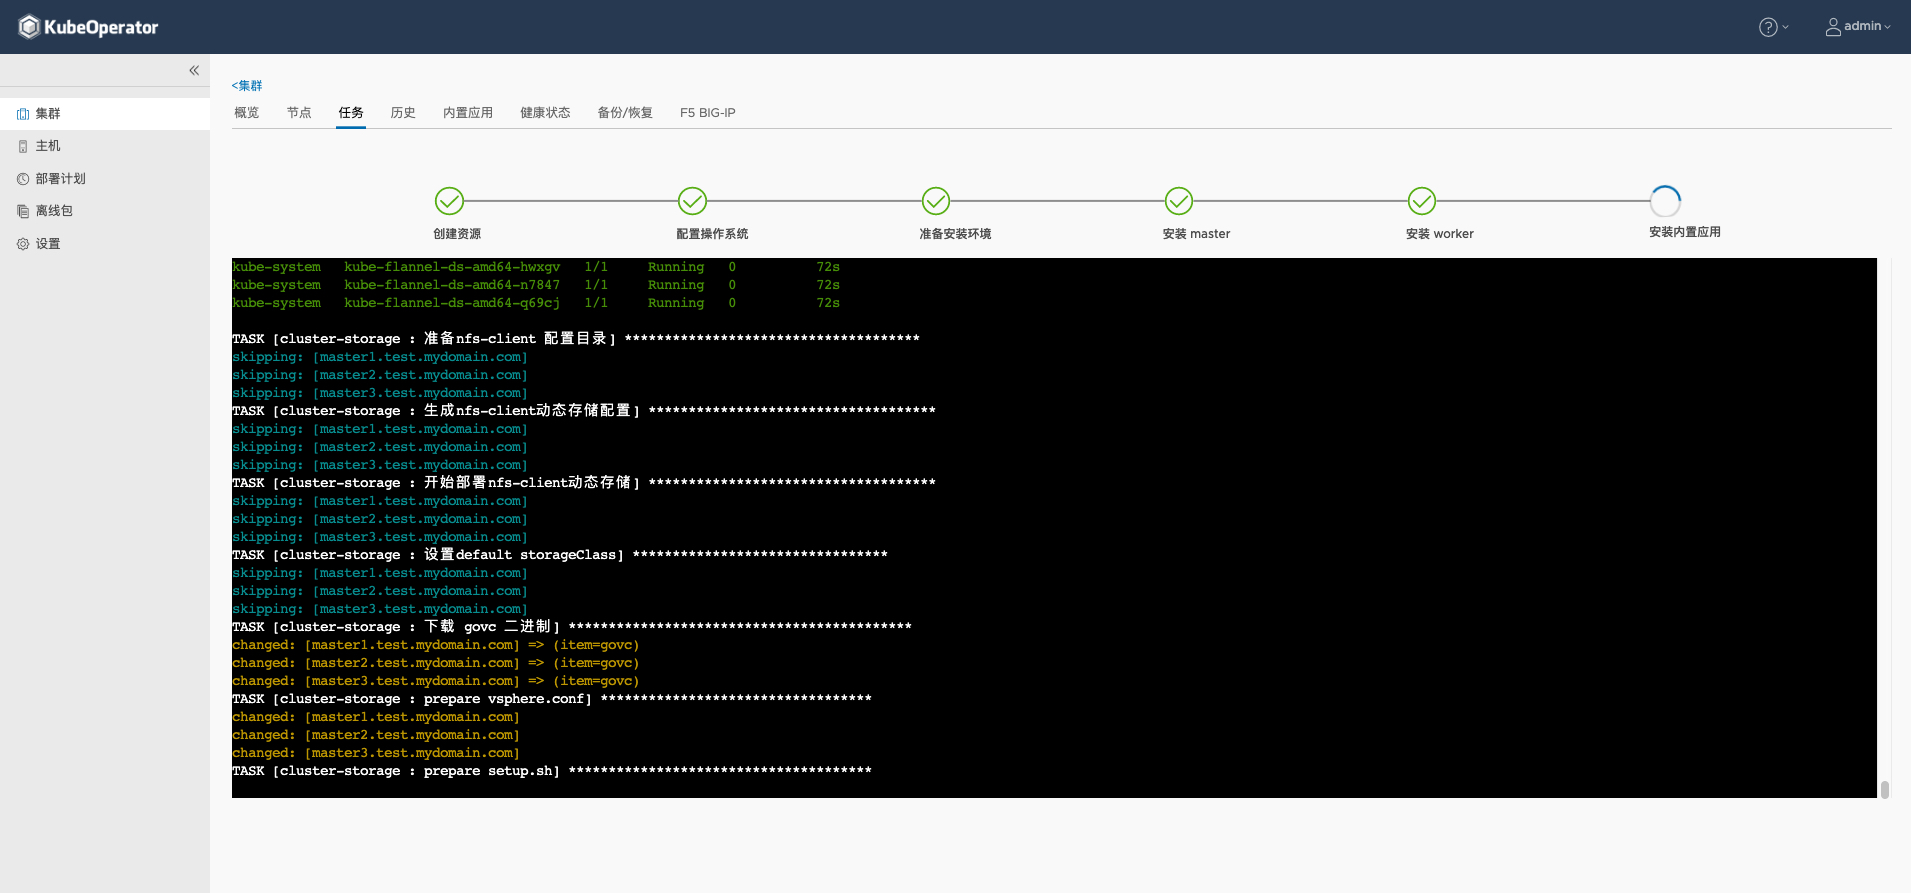 KubeOperator
admin
集群
主机
部署计划
离线包
设置
<集群
概览 节点 任务 历史 内置应用 健康状态 备份/恢复 F5 BIG-IP
创建资源 配置操作系统 准备安装环境 安装 master 安装 worker 安装内置应用
kube-system kube-flannel-ds-amd64-hwxgv 1/1 Running 0 72s
kube-system kube-flannel-ds-amd64-n7847 1/1 Running 0 72s
kube-system kube-flannel-ds-amd64-q69cj 1/1 Running 0 72s
TASK [cluster-storage : 准备nfs-client 配置目录] *************************************
skipping: [master1.test.mydomain.com]
skipping: [master2.test.mydomain.com]
skipping: [master3.test.mydomain.com]
TASK [cluster-storage : 生成nfs-client动态存储配置] ************************************
skipping: [master1.test.mydomain.com]
skipping: [master2.test.mydomain.com]
skipping: [master3.test.mydomain.com]
TASK [cluster-storage : 开始部署nfs-client动态存储] ************************************
skipping: [master1.test.mydomain.com]
skipping: [master2.test.mydomain.com]
skipping: [master3.test.mydomain.com]
TASK [cluster-storage : 设置default storageClass] ********************************
skipping: [master1.test.mydomain.com]
skipping: [master2.test.mydomain.com]
skipping: [master3.test.mydomain.com]
TASK [cluster-storage : 下载 govc 二进制] *******************************************
changed: [master1.test.mydomain.com] => (item=govc)
changed: [master2.test.mydomain.com] => (item=govc)
changed: [master3.test.mydomain.com] => (item=govc)
TASK [cluster-storage : prepare vsphere.conf] **********************************
changed: [master1.test.mydomain.com]
changed: [master2.test.mydomain.com]
changed: [master3.test.mydomain.com]
TASK [cluster-storage : prepare setup.sh] **************************************